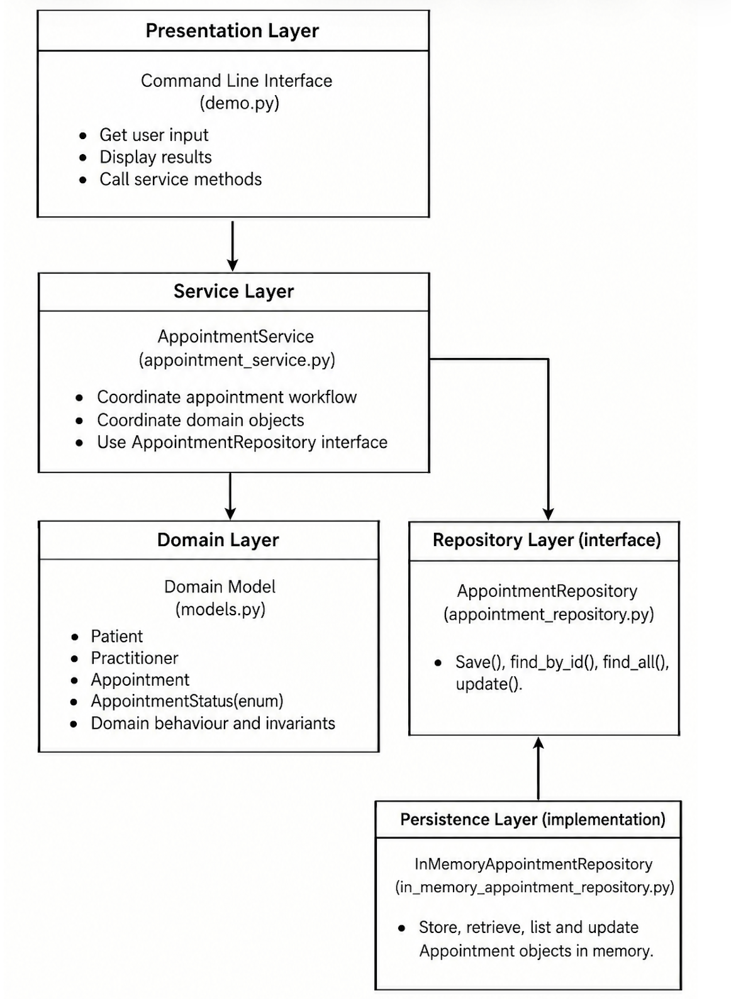 Presentation Layer
Command Line Interface
(demo.py)
• Get user input
• Display results
• Call service methods
Service Layer
AppointmentService
(appointment_service.py)
• Coordinate appointment workflow
• Coordinate domain objects
• Use AppointmentRepository interface
Domain Layer
Domain Model
(models.py)
• Patient
• Practitioner
• Appointment
• AppointmentStatus(enum)
• Domain behaviour and invariants
Repository Layer (interface)
AppointmentRepository
(appointment_repository.py)
• Save(), find_by_id(), find_all(),
update().
Persistence Layer (implementation)
InMemoryAppointmentRepository
(in_memory_appointment_repository.py)
• Store, retrieve, list and update
Appointment objects in memory.